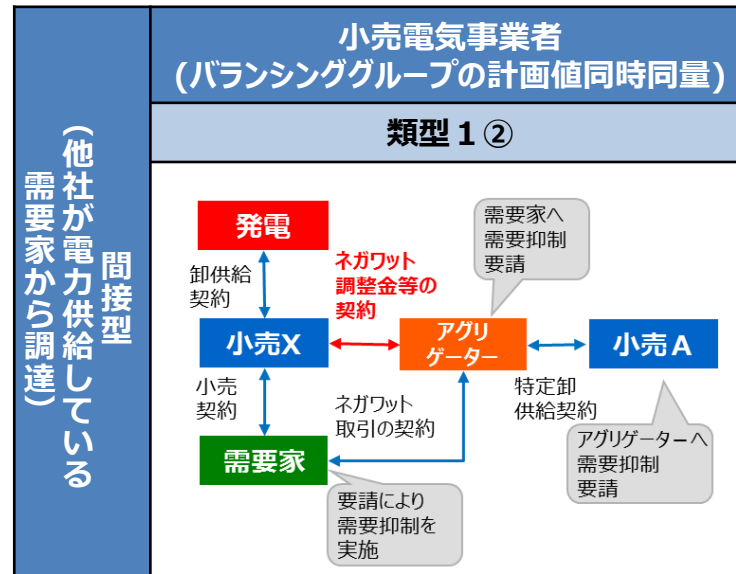 小売電気事業者
(バランシンググループの計画値同時同量)
類型１②
間接型
(他社が電力供給している
需要家から調達)
発電
需要家へ
需要抑制
要請
卸供給
契約
ネガワット
調整金等の
契約
小売X
アグリ
ゲーター
小売Ａ
小売
契約
ネガワット
取引の契約
特定卸
供給契約
需要家
アグリゲーターへ
需要抑制
要請
要請により
需要抑制を
実施